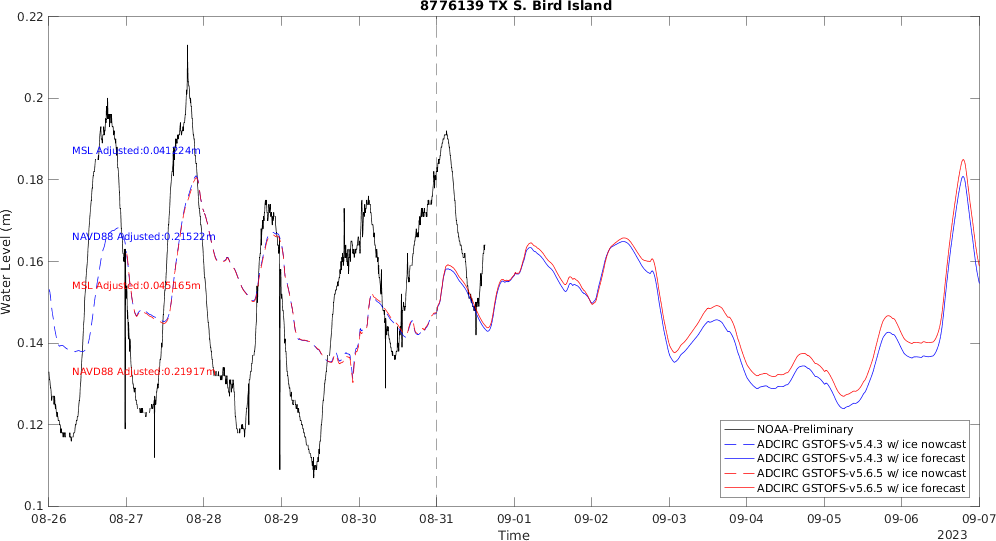 8776139 TX S. Bird Island
Water Level (m)
0.22
0.2
0.18
0.16
0.14
0.12
0.1
MSL Adjusted:0.041224m
NAVD88 Adjusted:0.21522m
MSL Adjusted:0.045165m
NAVD88 Adjusted:0.21917m
NOAA-Preliminary
ADCIRC GSTOFS-v5.4.3 w/ ice nowcast
ADCIRC GSTOFS-v5.4.3 w/ ice forecast
ADCIRC GSTOFS-v5.6.5 w/ ice nowcast
ADCIRC GSTOFS-v5.6.5 w/ ice forecast
08-26 08-27 08-28 08-29 08-30 08-31 09-01 09-02 09-03 09-04 09-05 09-06 09-07
Time
2023